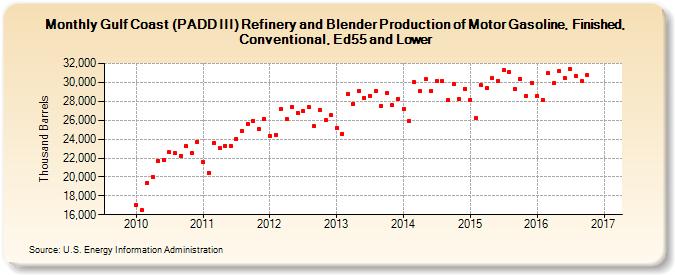 Monthly Gulf Coast (PADD III) Refinery and Blender Production of Motor Gasoline, Finished,
Conventional, Ed55 and Lower
Thousand Barrels
32,000
30,000
28,000
26,000
24,000
22,000
20,000
18,000
16,000
2010 2011 2012 2013 2014 2015 2016 2017
Source: U.S. Energy Information Administration